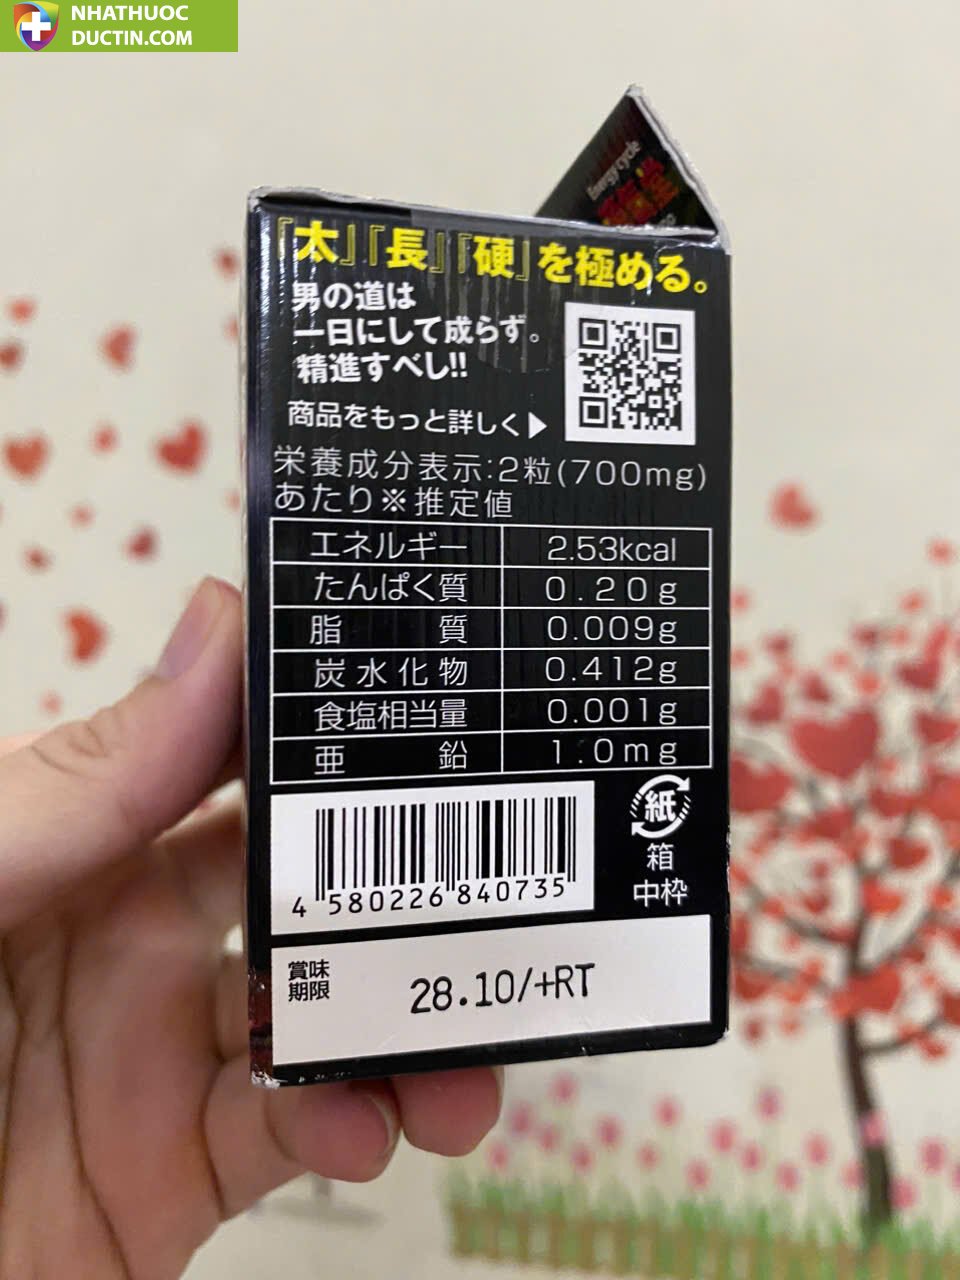 NHATHUOC
DUCTIN.COM
Energycycle
『太』『長』『硬』を極める。
男の道は
一日にして成らず。
精進すべし!!
商品をもっと詳しく▶
栄養成分表示:2粒(700mg)
あたり※推定値
エネルギー 2.53kcal
たんぱく質 0.20g
脂質 0.009g
炭水化物 0.412g
食塩相当量 0.001g
亜鉛 1.0mg
紙
箱
中枠
4 580226 840735
賞味
期限
28.10/+RT